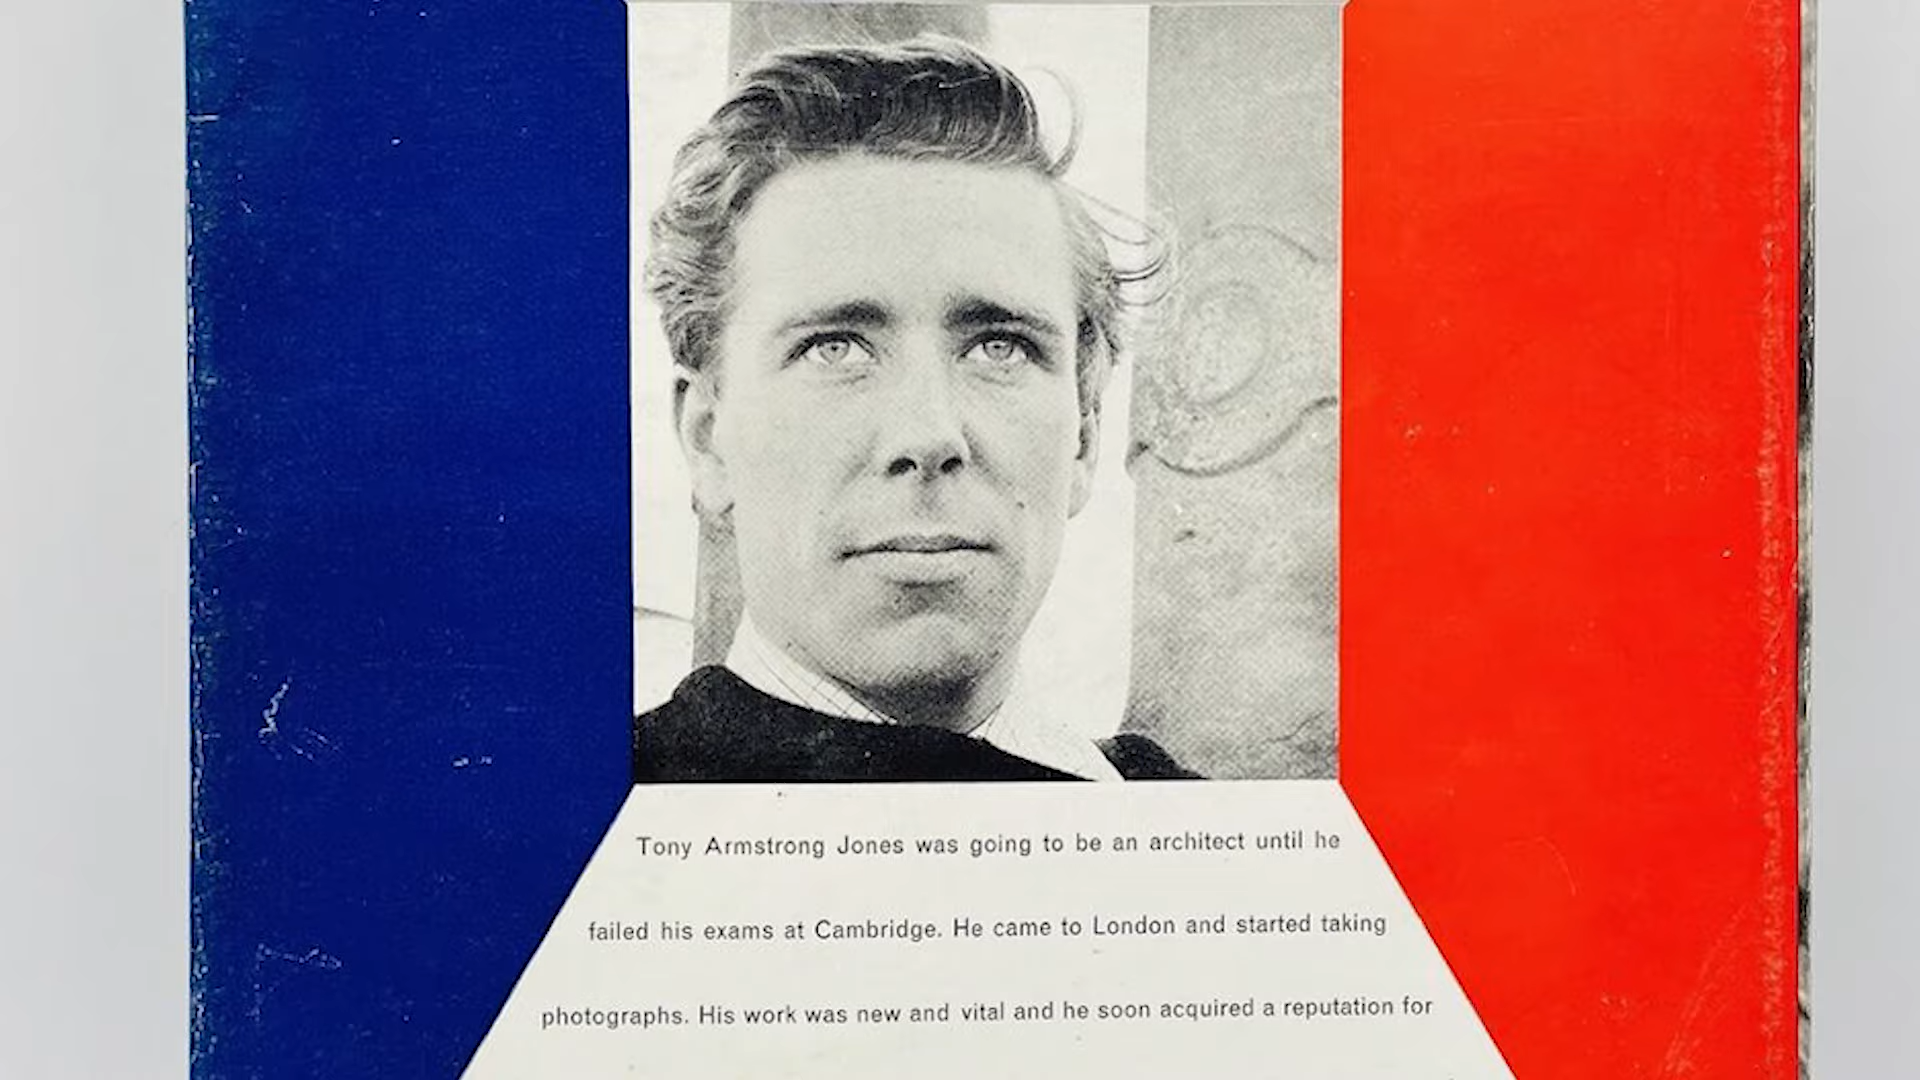 Tony Armstrong Jones was going to be an architect until he
failed his exams at Cambridge. He came to London and started taking
photographs. His work was new and vital and he soon acquired a reputation for